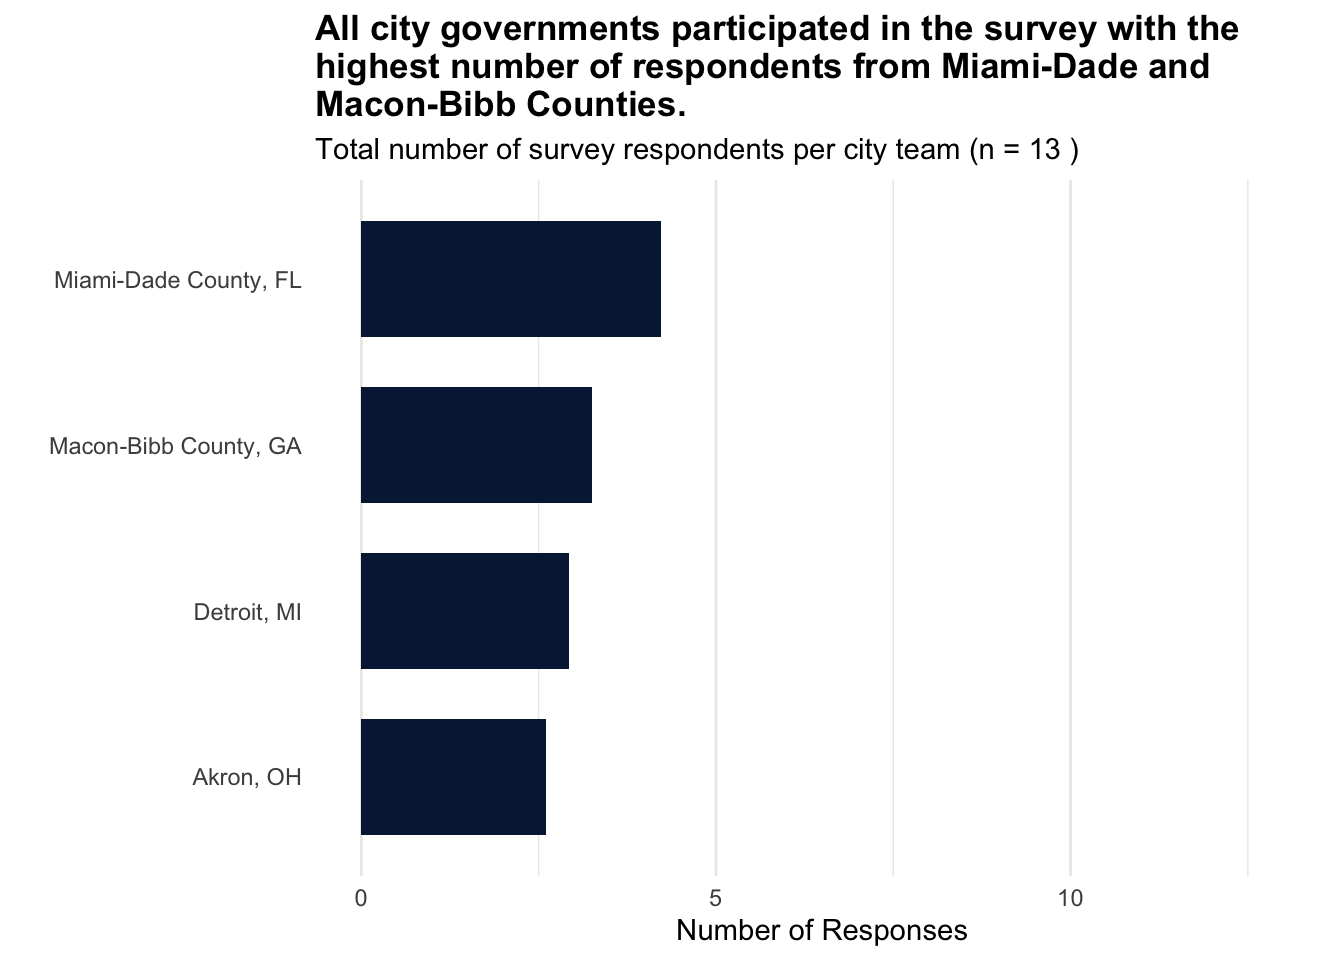 All city governments participated in the survey with the
highest number of respondents from Miami-Dade and
Macon-Bibb Counties.
Total number of survey respondents per city team (n = 13 )
Miami-Dade County, FL
Macon-Bibb County, GA
Detroit, MI
Akron, OH
0 5 10
Number of Responses